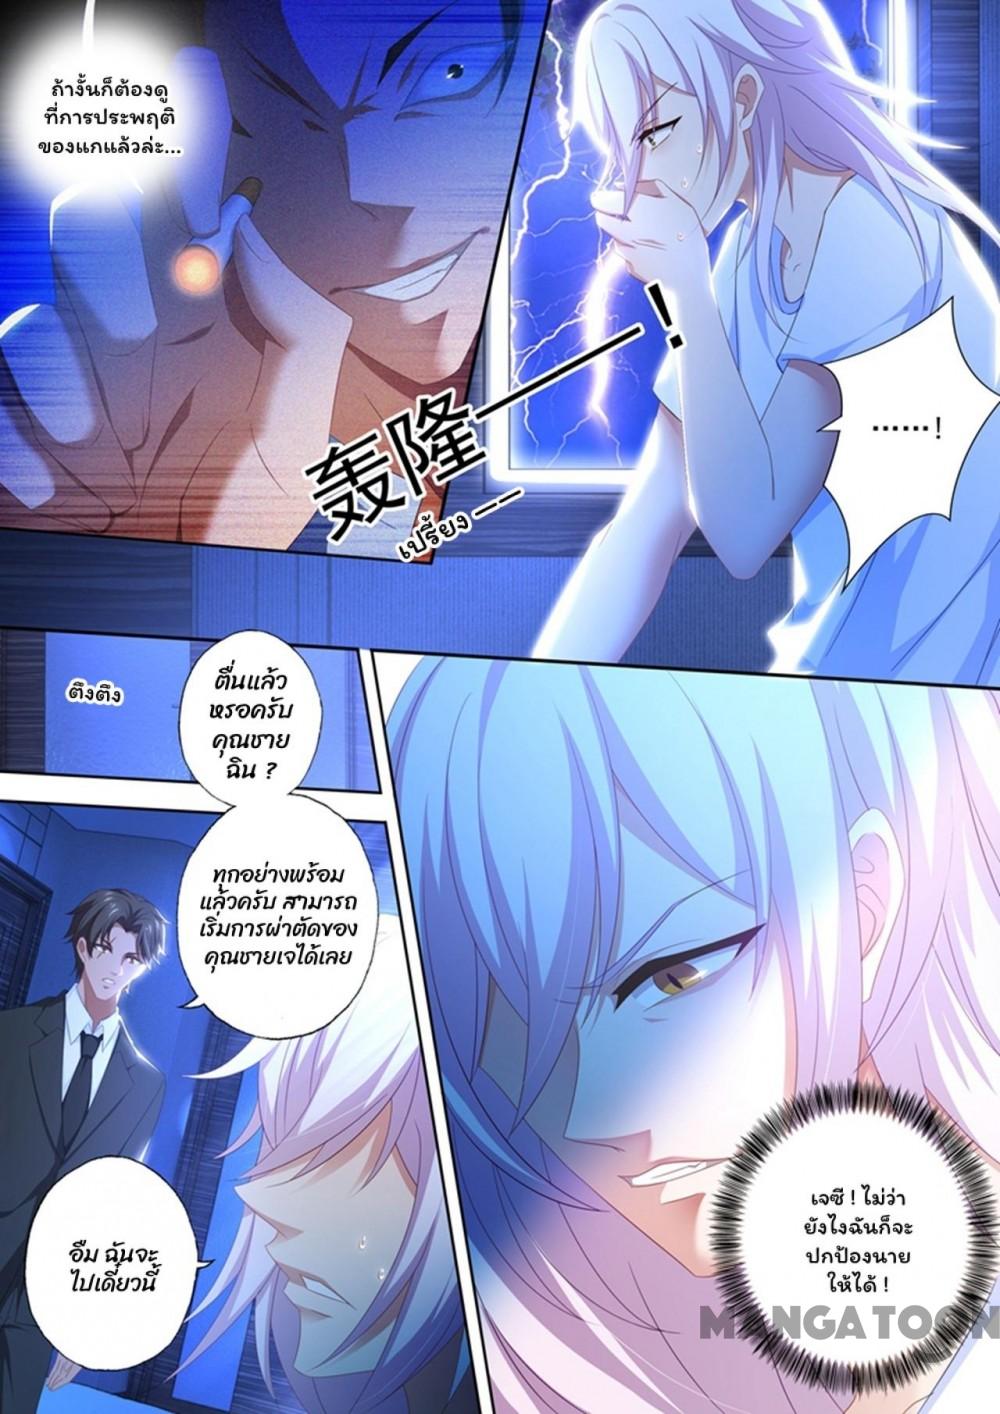 ถ้างั้นก็ต้องดู
ที่การประพฤติ
ของแกแล้วล่ะ...
轰隆——!
เปรี้ยง ——
......!
ตึงตึง
ตื่นแล้ว
หรอครับ
คุณชาย
ฉิน ?
ทุกอย่างพร้อม
แล้วครับ สามารถ
เริ่มการผ่าตัดของ
คุณชายเจได้เลย
อืม ฉันจะ
ไปเดี๋ยวนี้
เจซี ! ไม่ว่า
ยังไงฉันก็จะ
ปกป้องนาย
ให้ได้ !
MANGATOON